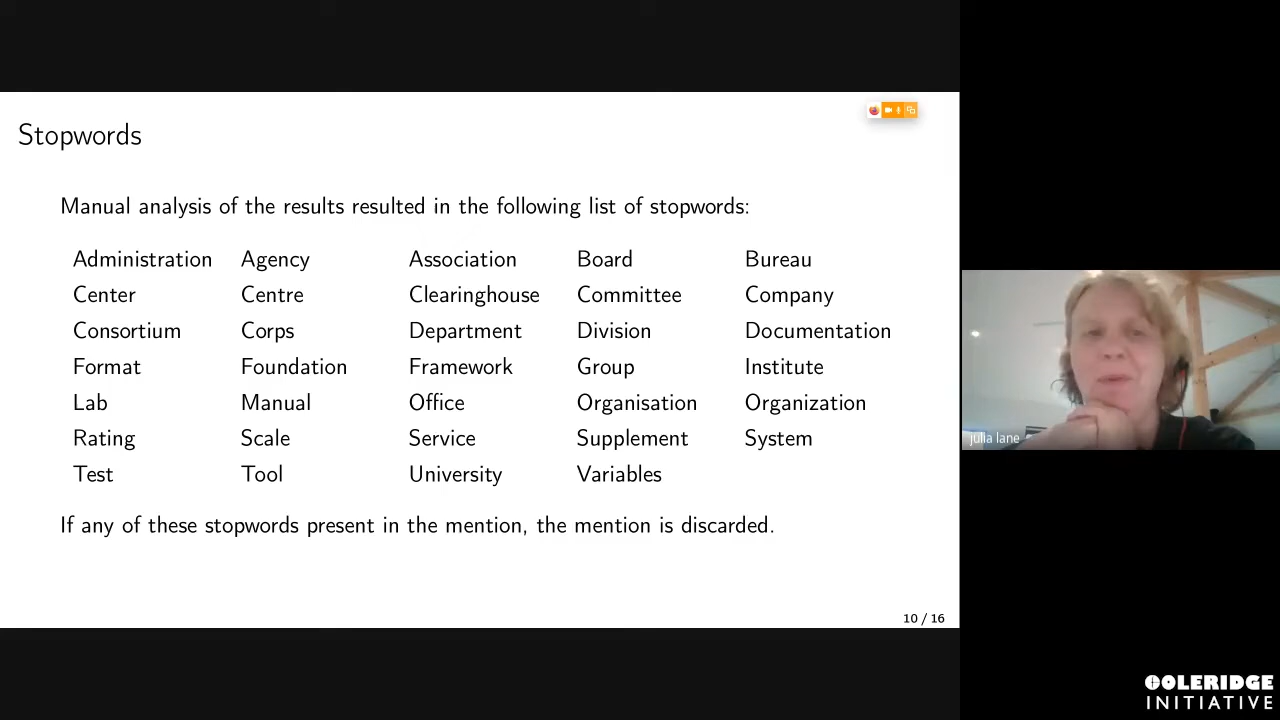 Stopwords
Manual analysis of the results resulted in the following list of stopwords:
Administration Agency Association Board Bureau
Center Centre Clearinghouse Committee Company
Consortium Corps Department Division Documentation
Format Foundation Framework Group Institute
Lab Manual Office Organisation Organization
Rating Scale Service Supplement System
Test Tool University Variables
If any of these stopwords present in the mention, the mention is discarded.
10 / 16
julia lane
COLERIDGE
INITIATIVE